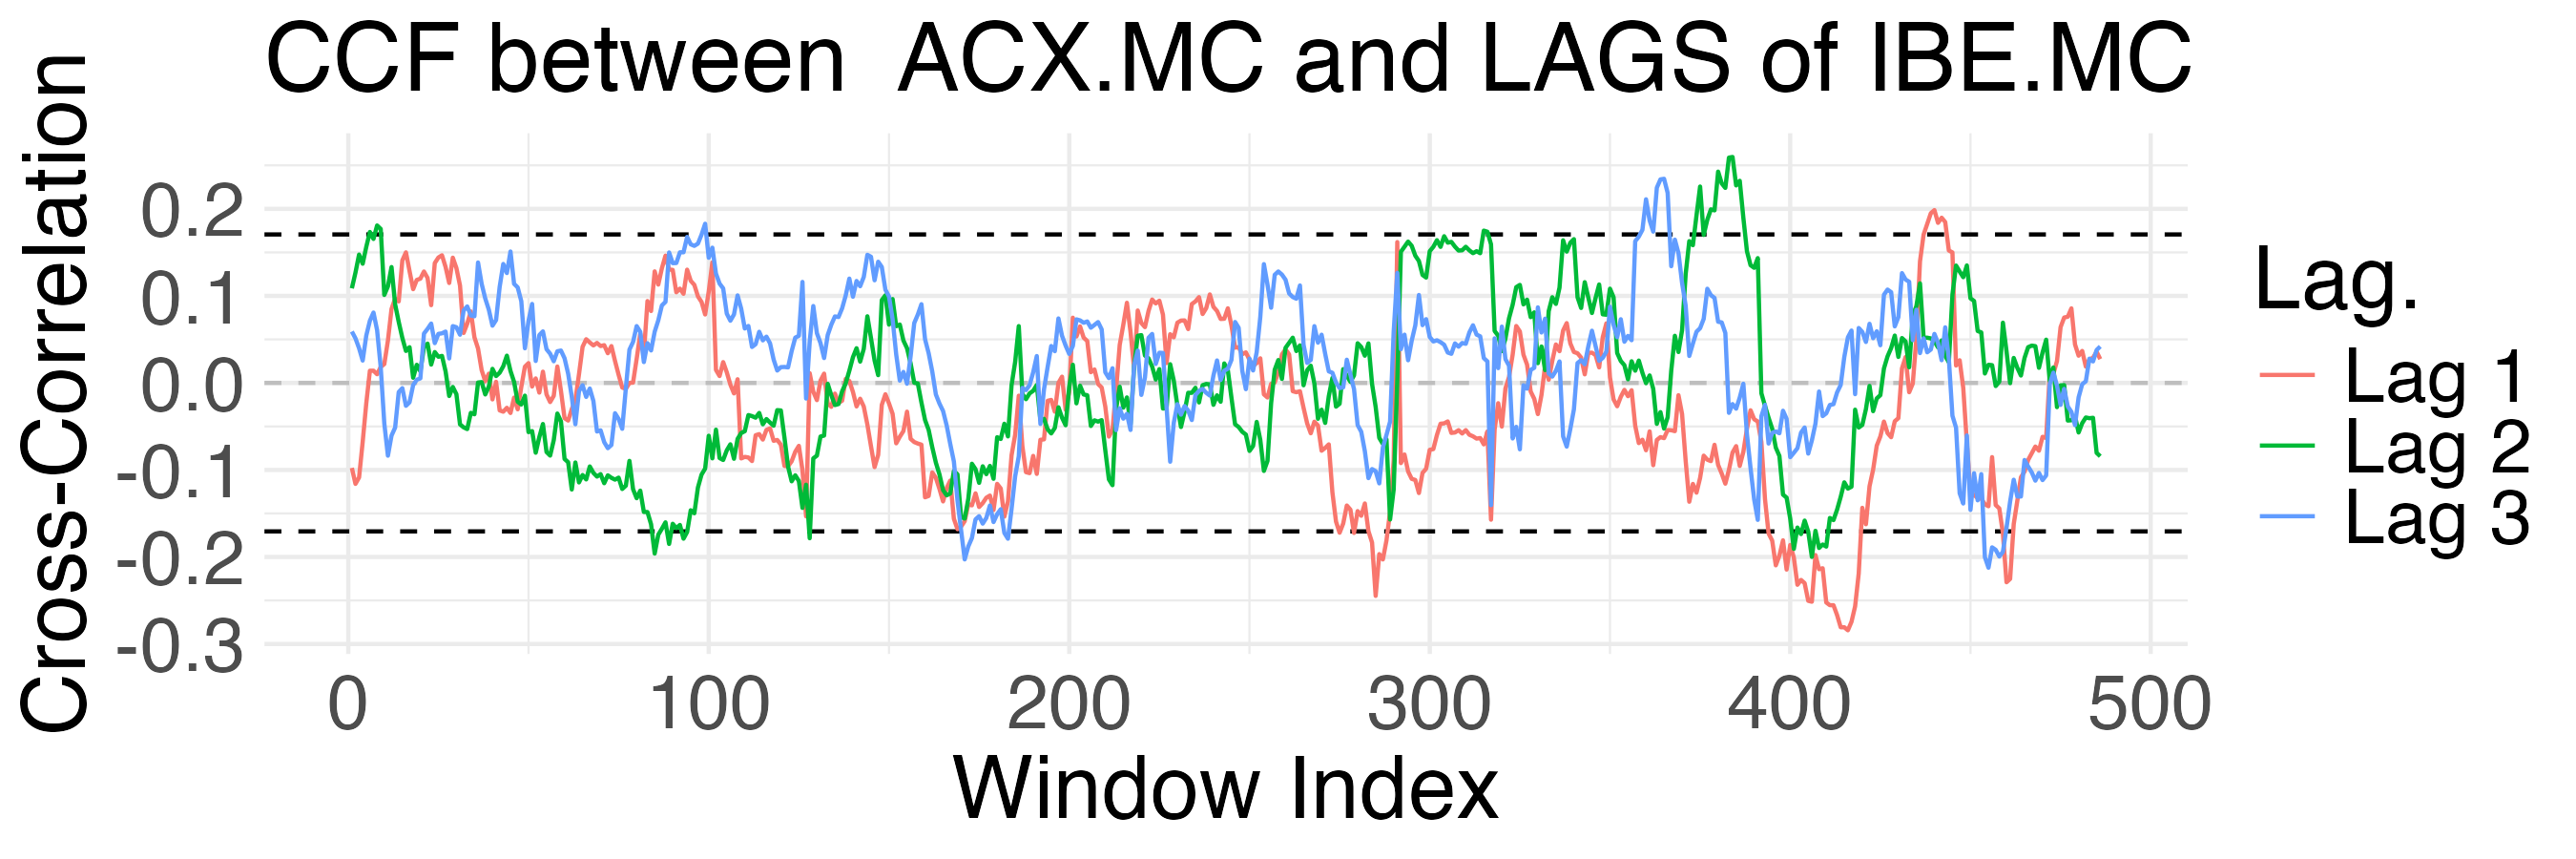 CCF between  ACX.MC and LAGS of IBE.MC
Cross-Correlation
0.2
0.1
0.0
-0.1
-0.2
-0.3
0 100 200 300 400 500
Window Index
Lag.
Lag 1
Lag 2
Lag 3